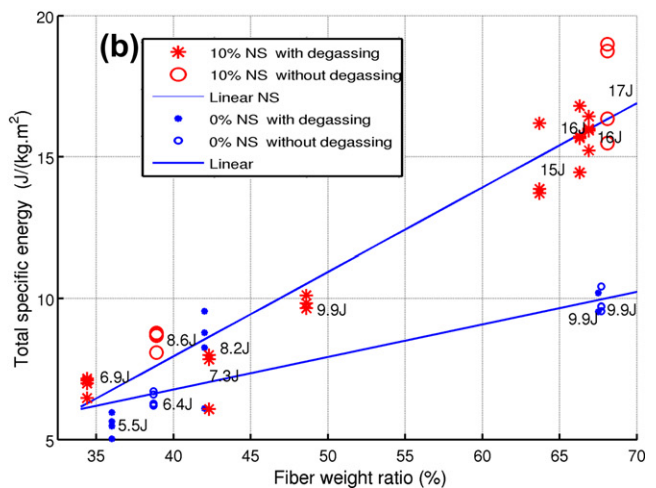 20
15
10
5
Total specific energy (J/(kg.m²)
(b)
10% NS with degassing
10% NS without degassing
Linear NS
0% NS with degassing
0% NS without degassing
Linear
17J
16J
16J
15J
9.9J
9.9J
9.9J
8.6J
8.2J
7.3J
6.9J
6.4J
5.5J
35 40 45 50 55 60 65 70
Fiber weight ratio (%)